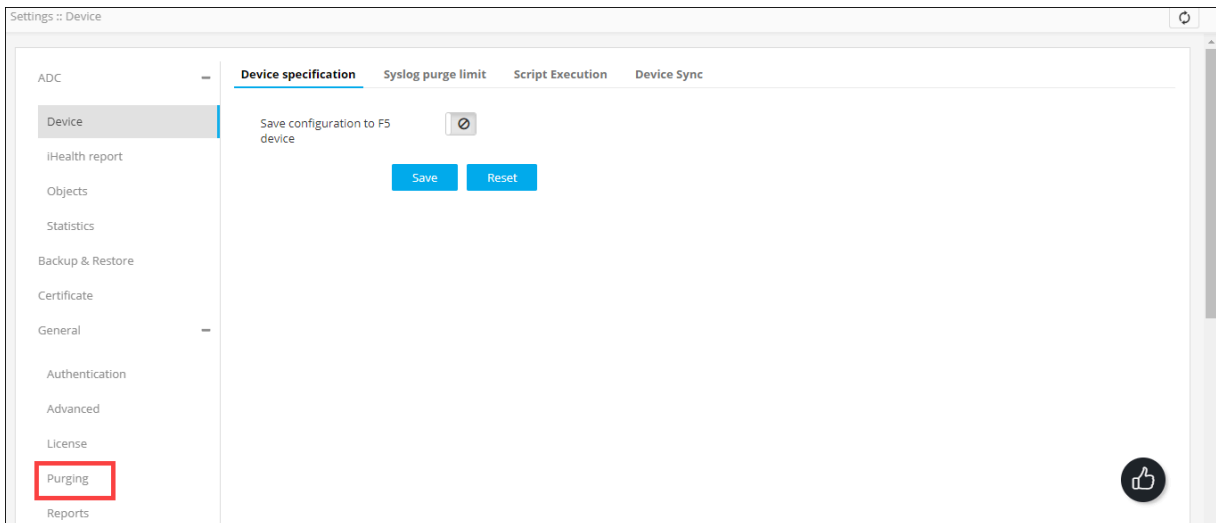 Settings :: Device
ADC
Device
iHealth report
Objects
Statistics
Backup & Restore
Certificate
General
Authentication
Advanced
License
Purging
Reports
Device specification Syslog purge limit Script Execution Device Sync
Save configuration to F5
device
Save Reset